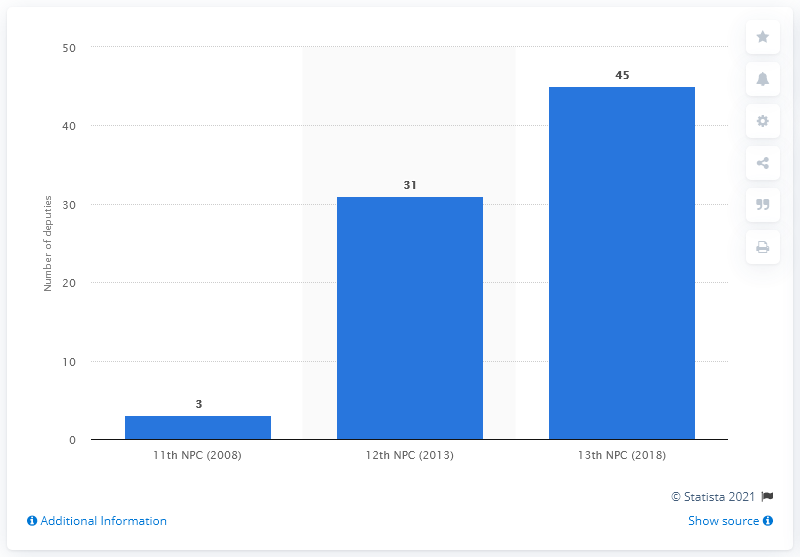 50
40
30
20
10
0
Number of deputies
3
31
45
11th NPC (2008)
12th NPC (2013)
13th NPC (2018)
© Statista 2021
Additional Information
Show source